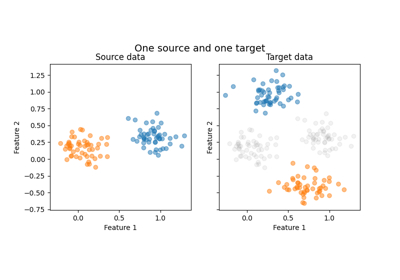 One source and one target
Source data
Target data
1.25
1.00
0.75
0.50
0.25
0.00
−0.25
−0.50
−0.75
Feature 2
Feature 2
0.0
0.5
1.0
0.0
0.5
1.0
Feature 1
Feature 1